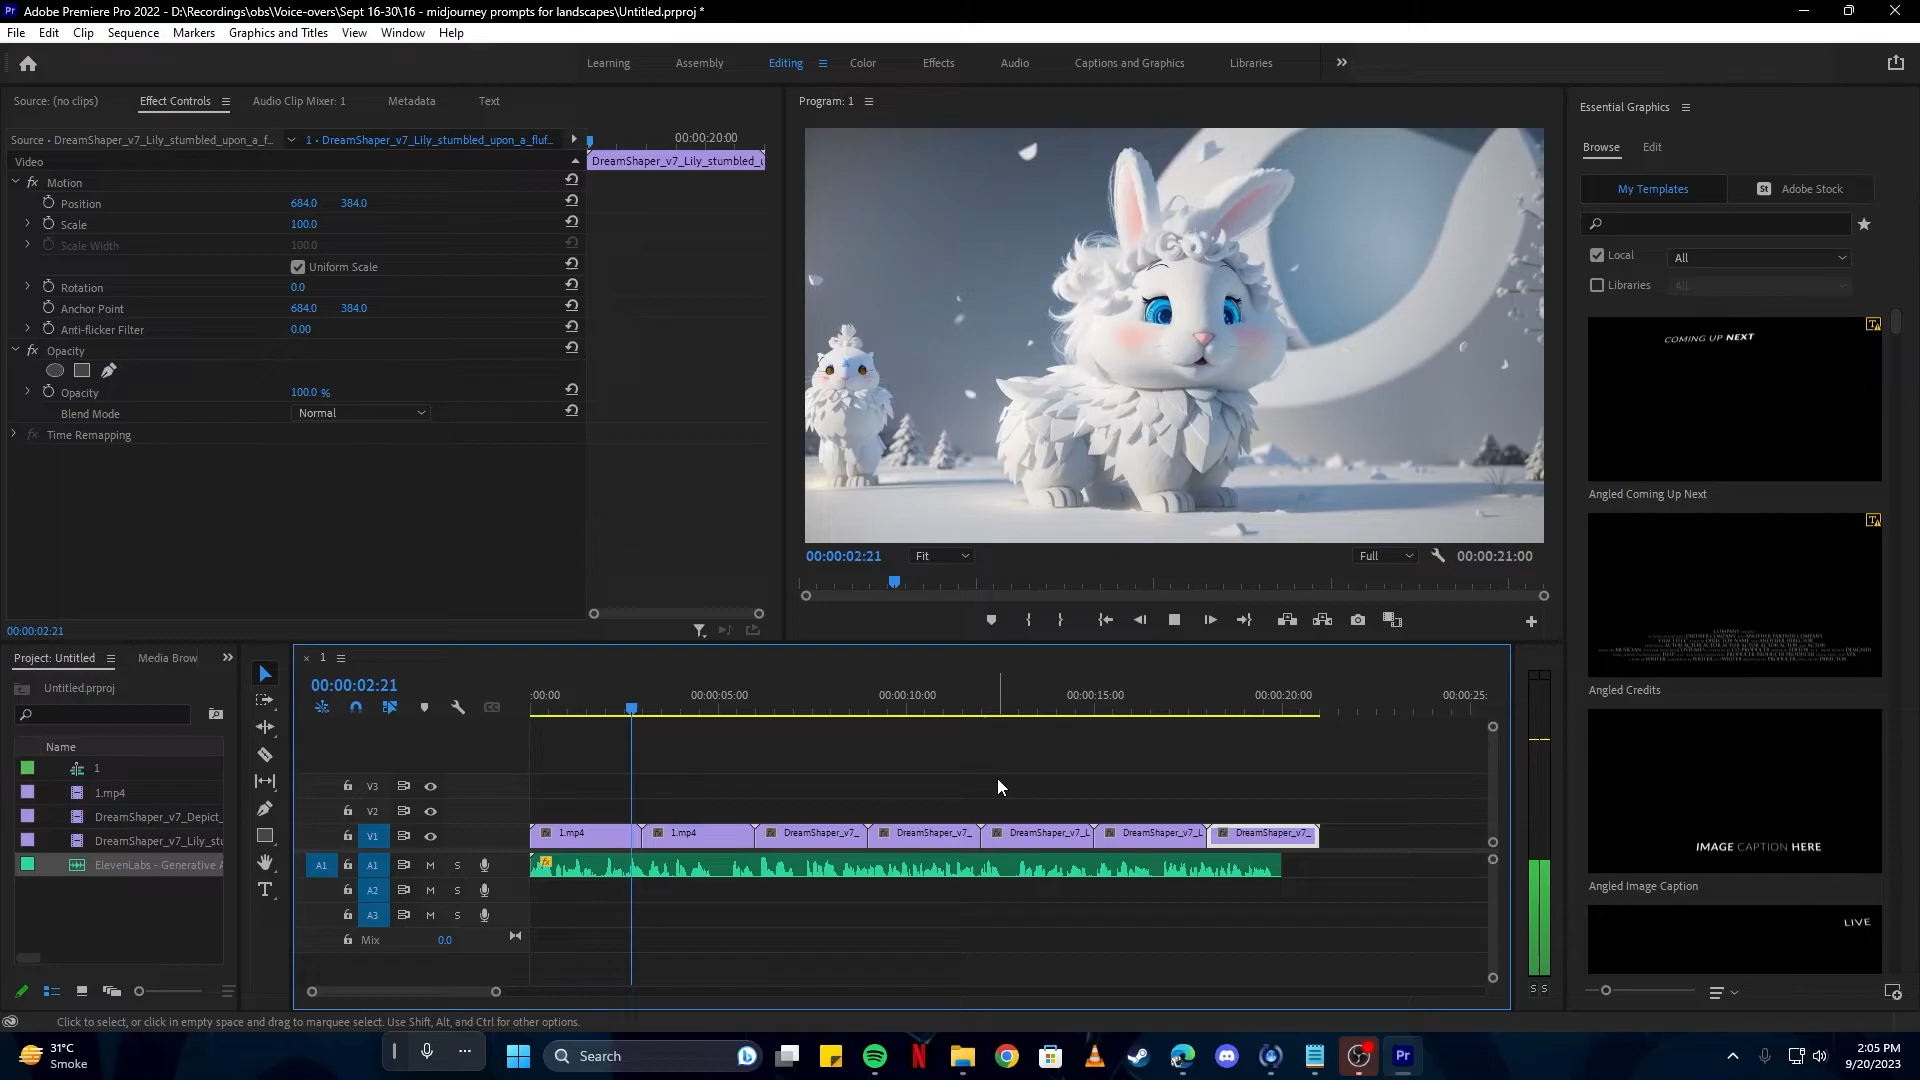 Pr Adobe Premiere Pro 2022 - D:\Recordings\obs\Voice-overs\Sept 16-30\16 - midjourney prompts for landscapes\Untitled.prproj *
File Edit Clip Sequence Markers Graphics and Titles View Window Help
Learning Assembly Editing Color Effects Audio Captions and Graphics Libraries
Source: (no clips) Effect Controls Audio Clip Mixer: 1 Metadata Text
Source • DreamShaper_v7_Lily_stumbled_upon_a_f... 1 • DreamShaper_v7_Lily_stumbled_upon_a_fluf...
00:00:20:00
Video
DreamShaper_v7_Lily_stumbled_u
fx Motion
Position 684.0 384.0
Scale 100.0
Scale Width 100.0
Uniform Scale
Rotation 0.0
Anchor Point 684.0 384.0
Anti-flicker Filter 0.00
fx Opacity
Opacity 100.0 %
Blend Mode Normal
fx Time Remapping
00:00:02:21
Program: 1
00:00:02:21 Fit Full 00:00:21:00
Essential Graphics
Browse Edit
My Templates St Adobe Stock
Local All
Libraries All
COMING UP NEXT
Angled Coming Up Next
Angled Credits
IMAGE CAPTION HERE
Angled Image Caption
LIVE
Project: Untitled Media Brow
Untitled.prproj
Name
1
1.mp4
DreamShaper_v7_Depict_
DreamShaper_v7_Lily_stu
ElevenLabs - Generative A
1
00:00:02:21
:00:00 00:00:05:00 00:00:10:00 00:00:15:00 00:00:20:00 00:00:25:
V3
V2
V1
1.mp4 1.mp4 DreamShaper_v7_ DreamShaper_v7_ DreamShaper_v7_L DreamShaper_v7_L DreamShaper_v7_
A1 A1 M S
fx
A2 M S
A3 M S
Mix 0.0
S S
Click to select, or click in empty space and drag to marquee select. Use Shift, Alt, and Ctrl for other options.
31°C
Smoke
Search
Pr
2:05 PM
9/20/2023